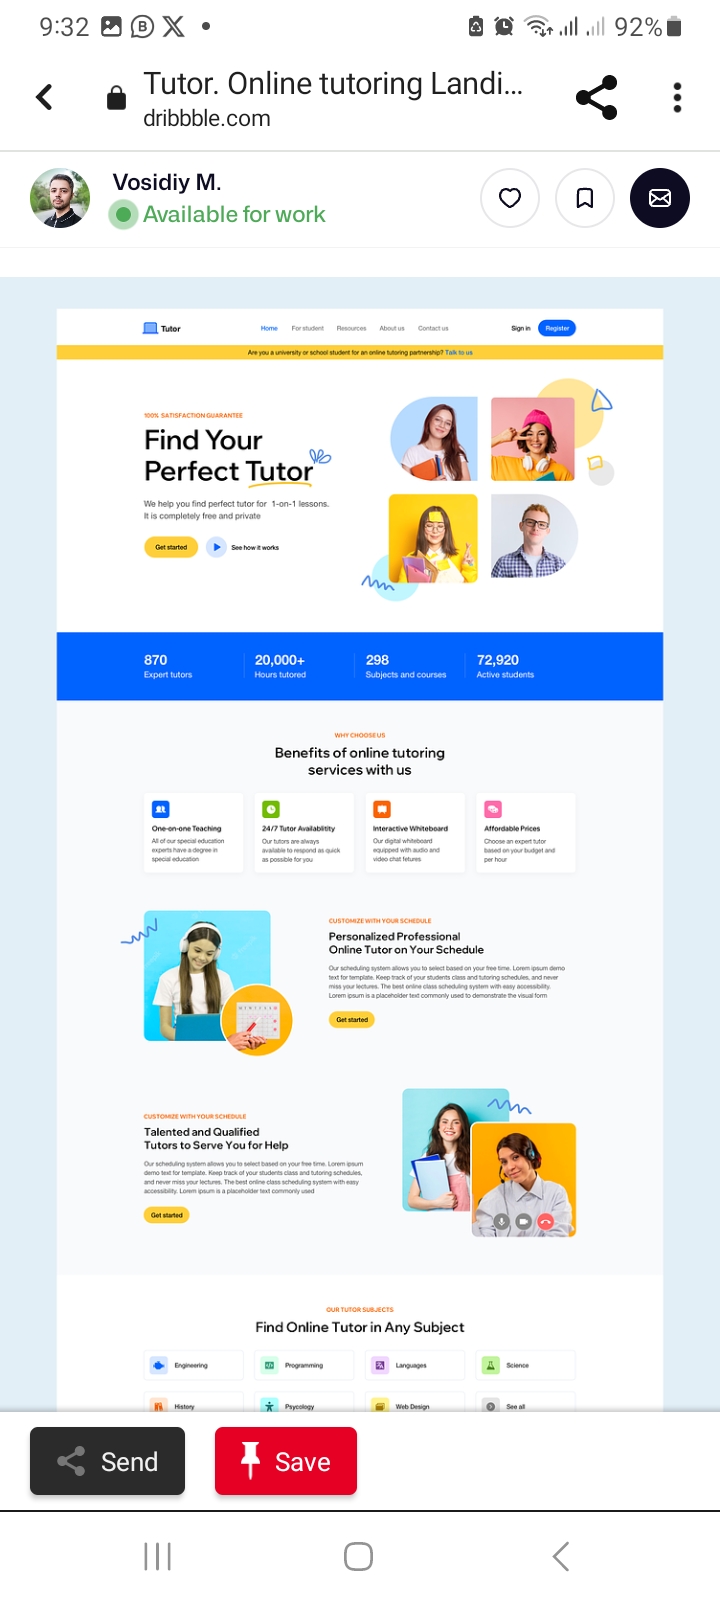 9:32
92%
Tutor. Online tutoring Landi...
dribbble.com
Vosidiy M.
Available for work
Tutor
Home
For student
Resources
About us
Contact us
Sign in
Register
Are you a university or school student for an online tutoring partnership? Talk to us
100% SATISFACTION GUARANTEE
Find Your
Perfect Tutor
We help you find perfect tutor for 1-on-1 lessons.
It is completely free and private
Get started
See how it works
870
Expert tutors
20,000+
Hours tutored
298
Subjects and courses
72,920
Active students
WHY CHOOSE US
Benefits of online tutoring
services with us
One-on-one Teaching
All of our special education
experts have a degree in
special education
24/7 Tutor Availablitity
Our tutors are always
available to respond as quick
as possible for you
Interactive Whiteboard
Our digital whiteboard
equipped with audio and
video chat fetures
Affordable Prices
Choose an expert tutor
based on your budget and
per hour
CUSTOMIZE WITH YOUR SCHEDULE
Personalized Professional
Online Tutor on Your Schedule
Our scheduling system allows you to select based on your free time. Lorem ipsum demo
text for template. Keep track of your students class and tutoring schedules, and never
miss your lectures. The best online class scheduling system with easy accessibility.
Lorem ipsum is a placeholder text commonly used to demonstrate the visual form
Get started
CUSTOMIZE WITH YOUR SCHEDULE
Talented and Qualified
Tutors to Serve You for Help
Our scheduling system allows you to select based on your free time. Lorem ipsum
demo text for template. Keep track of your students class and tutoring schedules,
and never miss your lectures. The best online class scheduling system with easy
accessibility. Lorem ipsum is a placeholder text commonly used
Get started
OUR TUTOR SUBJECTS
Find Online Tutor in Any Subject
Engineering
Programming
Languages
Science
History
Psycology
Web Design
See all
Send
Save